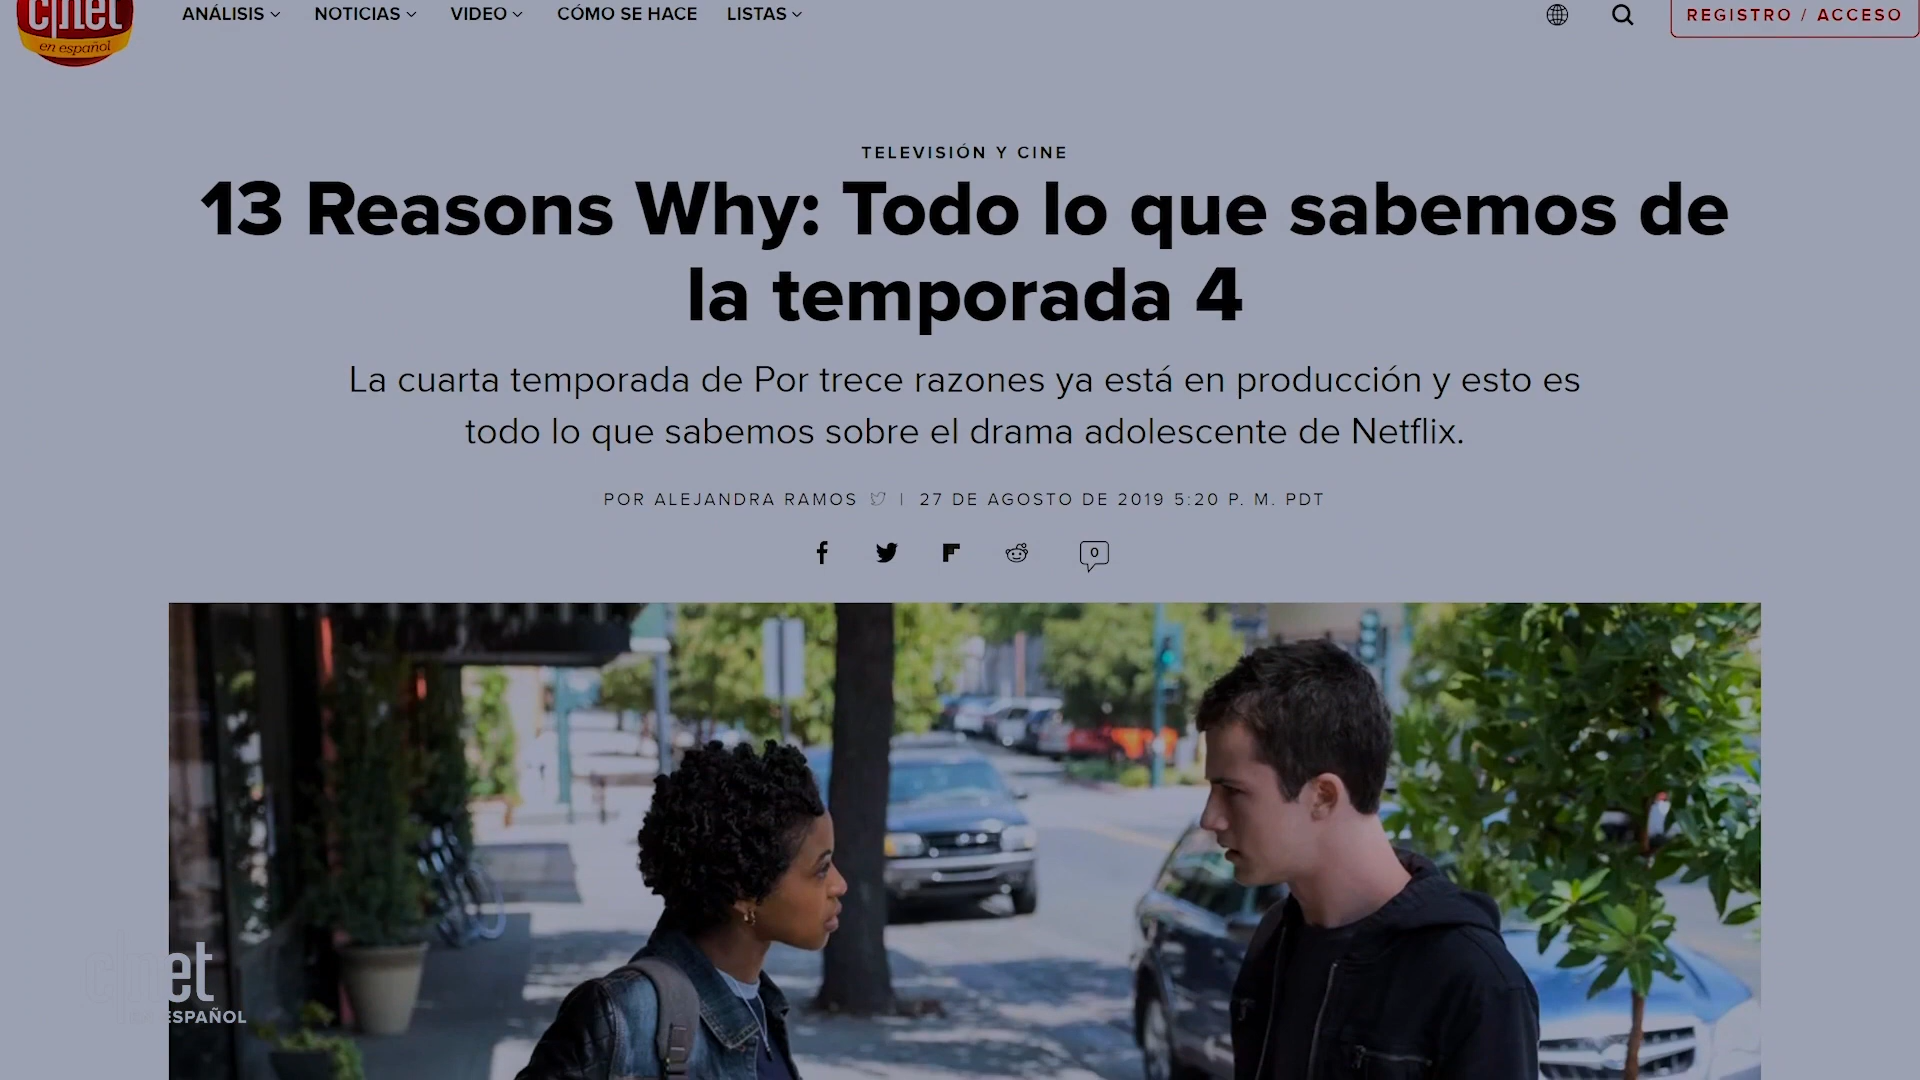 cnet
en español
ANÁLISIS
NOTICIAS
VIDEO
CÓMO SE HACE
LISTAS
REGISTRO / ACCESO
TELEVISIÓN Y CINE
13 Reasons Why: Todo lo que sabemos de
la temporada 4
La cuarta temporada de Por trece razones ya está en producción y esto es
todo lo que sabemos sobre el drama adolescente de Netflix.
POR ALEJANDRA RAMOS | 27 DE AGOSTO DE 2019 5:20 P. M. PDT
0
cnet
EN ESPAÑOL